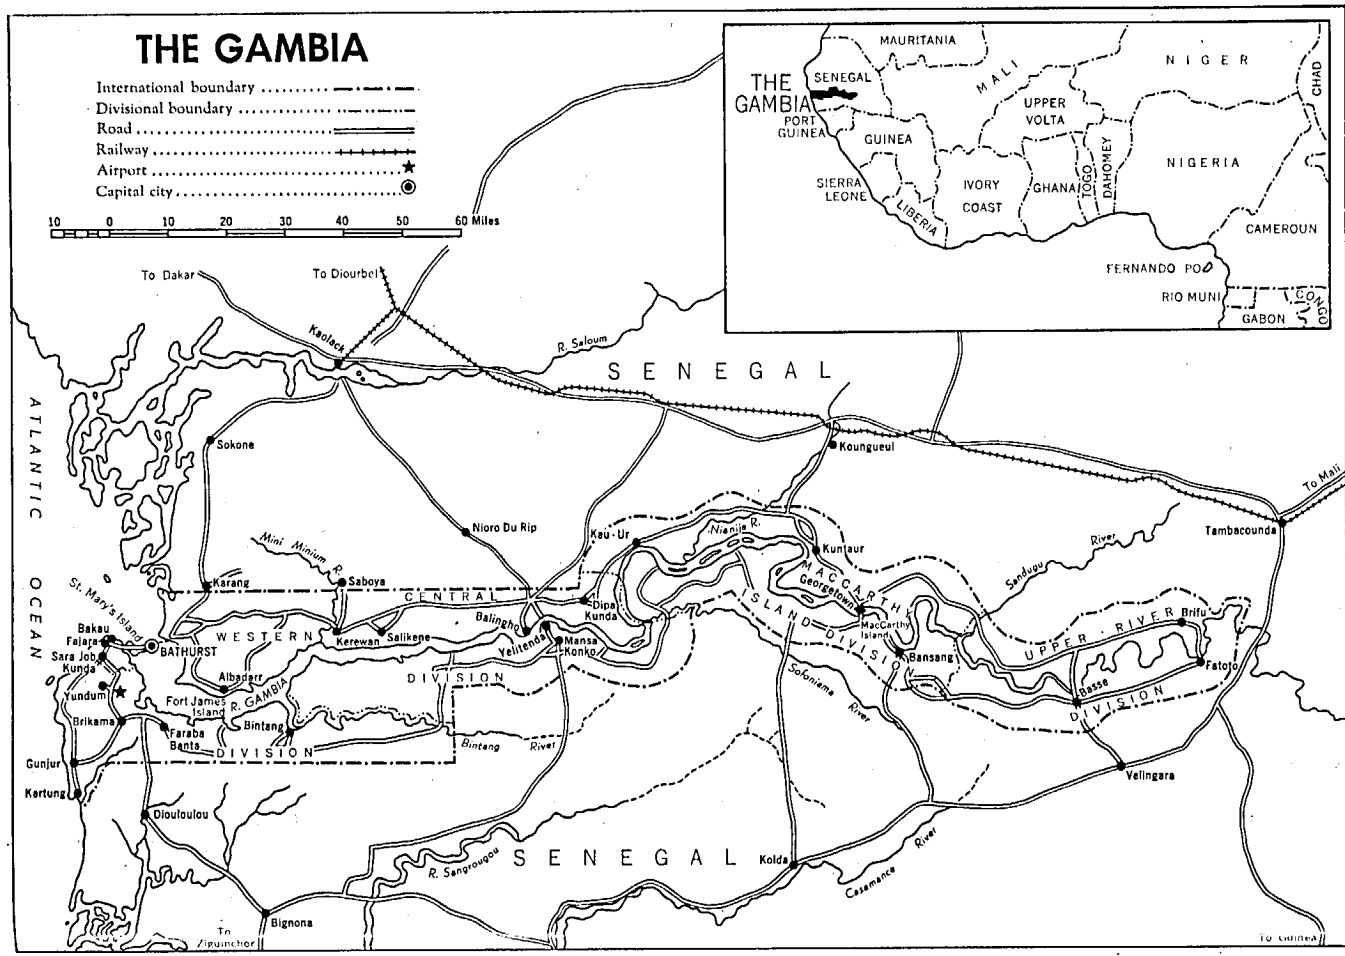 THE GAMBIA
International boundary
Divisional boundary
Road
Railway
Airport
Capital city
10 0 10 20 30 40 50 60 Miles
MAURITANIA
MALI
NIGER
CHAD
SENEGAL
THE
GAMBIA
PORT
GUINEA
UPPER
VOLTA
GUINEA
DAHOMEY
NIGERIA
SIERRA
LEONE
IVORY
COAST
GHANA
TOGO
LIBERIA
CAMEROUN
FERNANDO PO
RIO MUNI
CONGO
GABON
To Dakar
To Diourbel
Kaolack
R. Saloum
SENEGAL
ATLANTIC
OCEAN
Sokone
Koungueul
To Mali
Tambacounda
Nioro Du Rip
Kau-Ur
Nianija R.
Kuntaur
Sandugu River
Mini Minium R.
Karang
Saboya
St. Mary's Island
CENTRAL
Dipa
Kunda
MACCARTHY
Georgetown
ISLAND DIVISION
MacCarthy
Island
Brifu
UPPER RIVER
Bakau
Fajara
BATHURST
WESTERN
Kerewan
Salikene
Balingho
Yelitenda
Mansa
Konko
Sara Job
Kunda
Bansang
Fatoto
Albadarr
DIVISION
Sofoniama
River
Basse
DIVISION
Yundum
Fort James
Island
R. GAMBIA
Brikama
Faraba
Banta
Bintang
Bintang River
DIVISION
Gunjur
Velingara
Kartung
Diouloulou
SENEGAL
R. Sangrougou
Kolda
Casamance River
Bignona
To
Ziguinchor
To Guinea